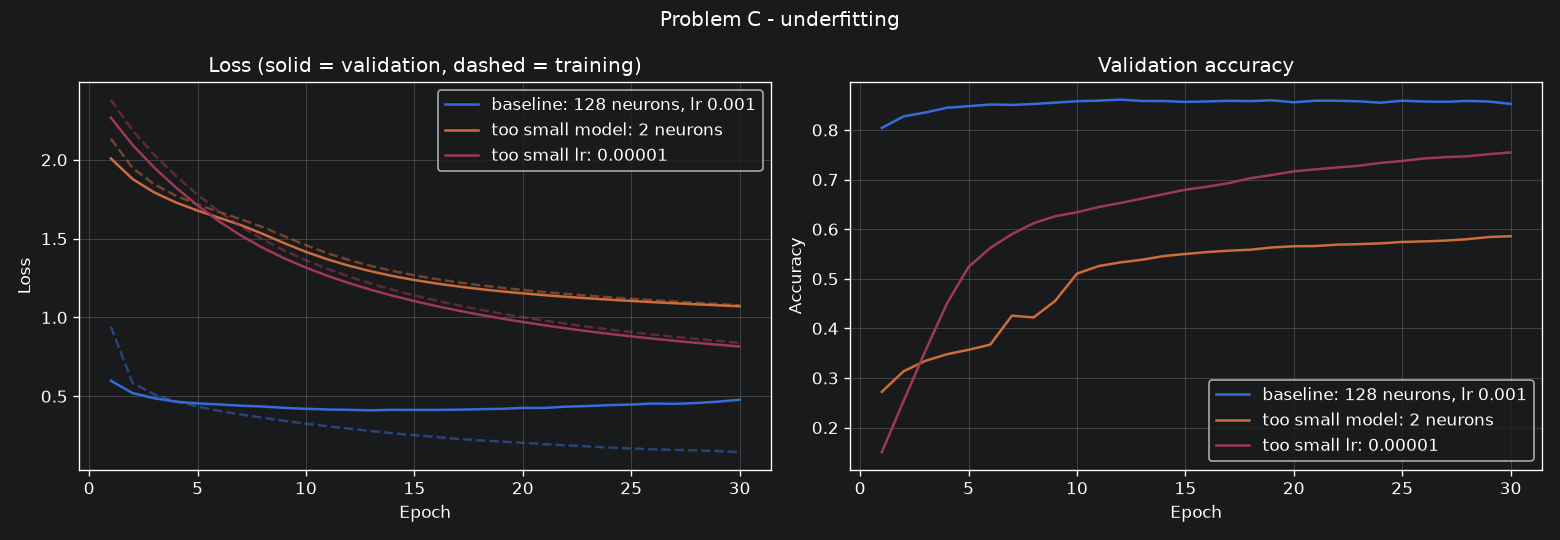 Problem C - underfitting
Loss (solid = validation, dashed = training)
baseline: 128 neurons, lr 0.001
too small model: 2 neurons
too small lr: 0.00001
2.0
1.5
1.0
0.5
Loss
0 5 10 15 20 25 30
Epoch
Validation accuracy
0.8
0.7
0.6
0.5
0.4
0.3
0.2
Accuracy
baseline: 128 neurons, lr 0.001
too small model: 2 neurons
too small lr: 0.00001
0 5 10 15 20 25 30
Epoch